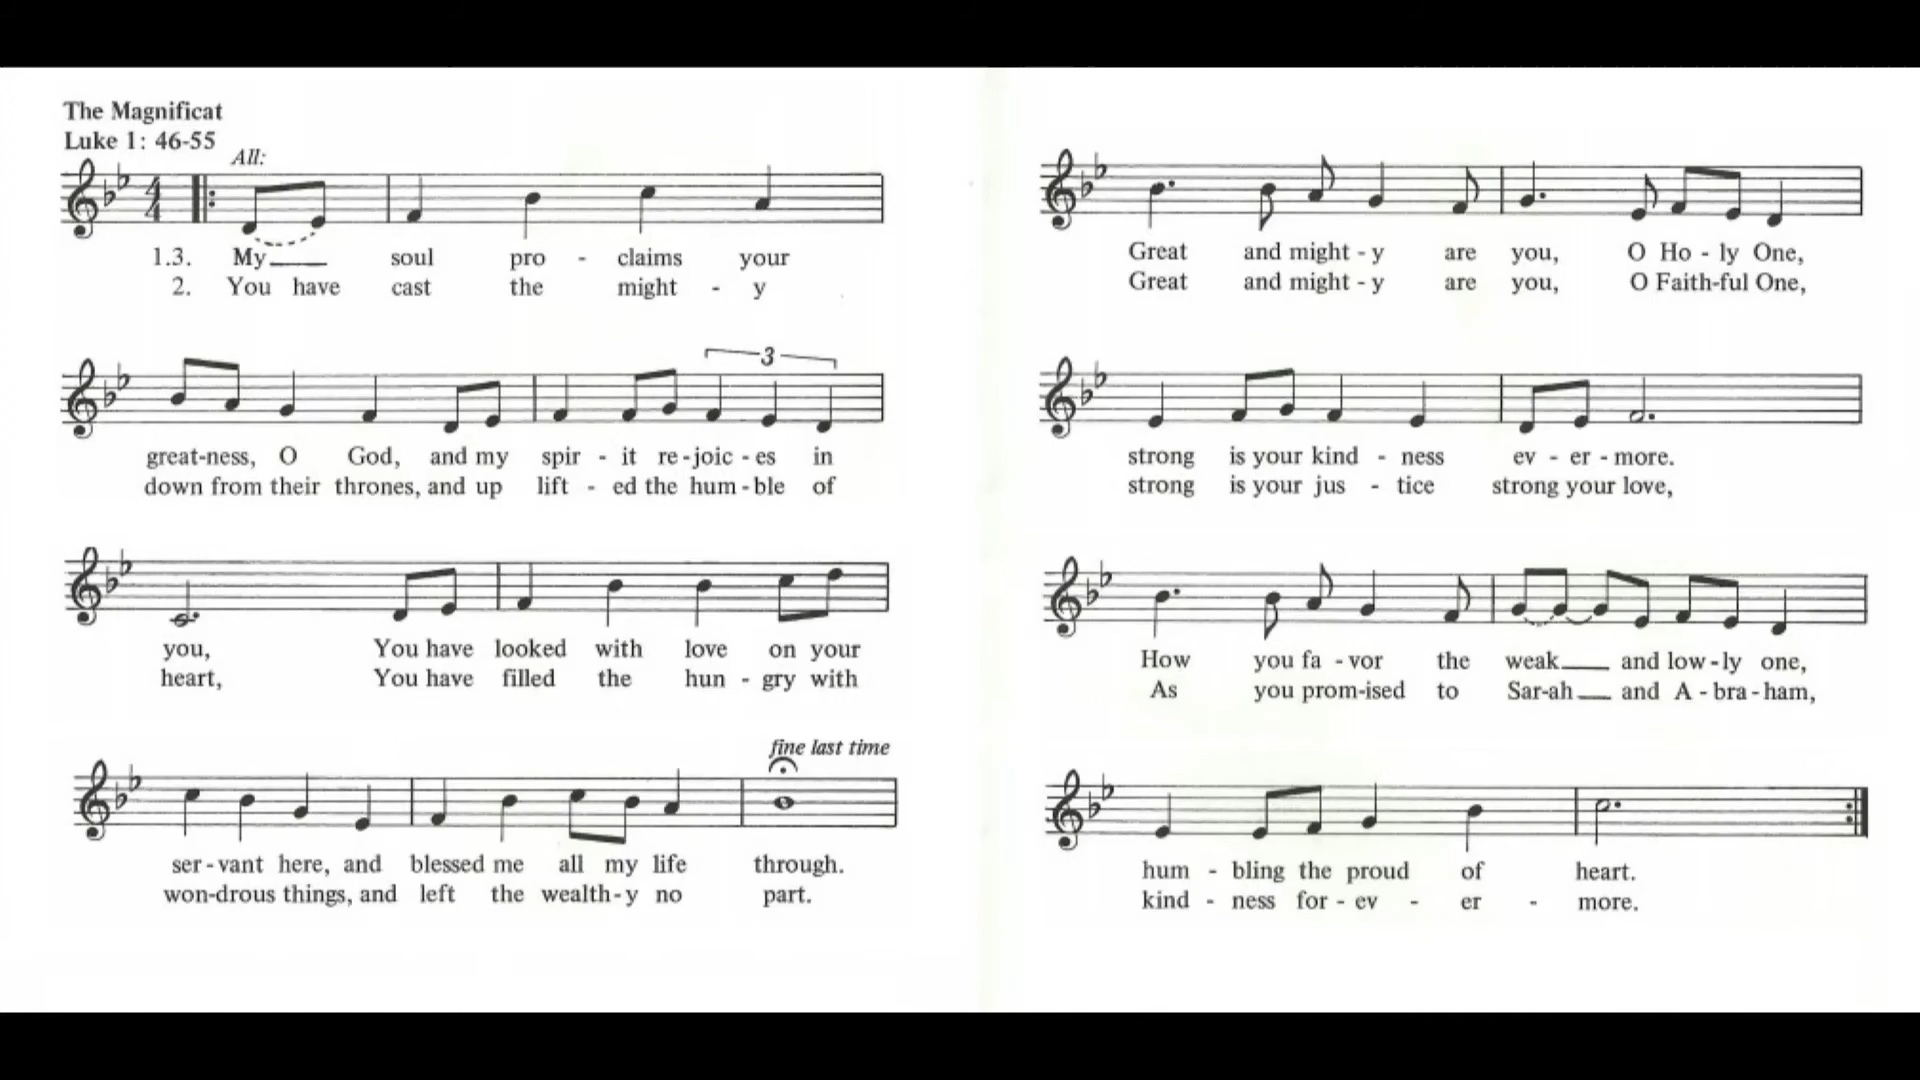 The Magnificat
Luke 1: 46-55
All:
4
4
1.3. My___ soul pro - claims your
2. You have cast the might - y
3
great-ness, O God, and my spir - it re - joic - es in
down from their thrones, and up lift - ed the hum - ble of
you, You have looked with love on your
heart, You have filled the hun - gry with
fine last time
ser - vant here, and blessed me all my life through.
won-drous things, and left the wealth - y no part.
Great and might - y are you, O Ho - ly One,
Great and might - y are you, O Faith-ful One,
strong is your kind - ness ev - er - more.
strong is your jus - tice strong your love,
How you fa - vor the weak___ and low - ly one,
As you prom-ised to Sar-ah___ and A - bra - ham,
hum - bling the proud of heart.
kind - ness for - ev - er - more.